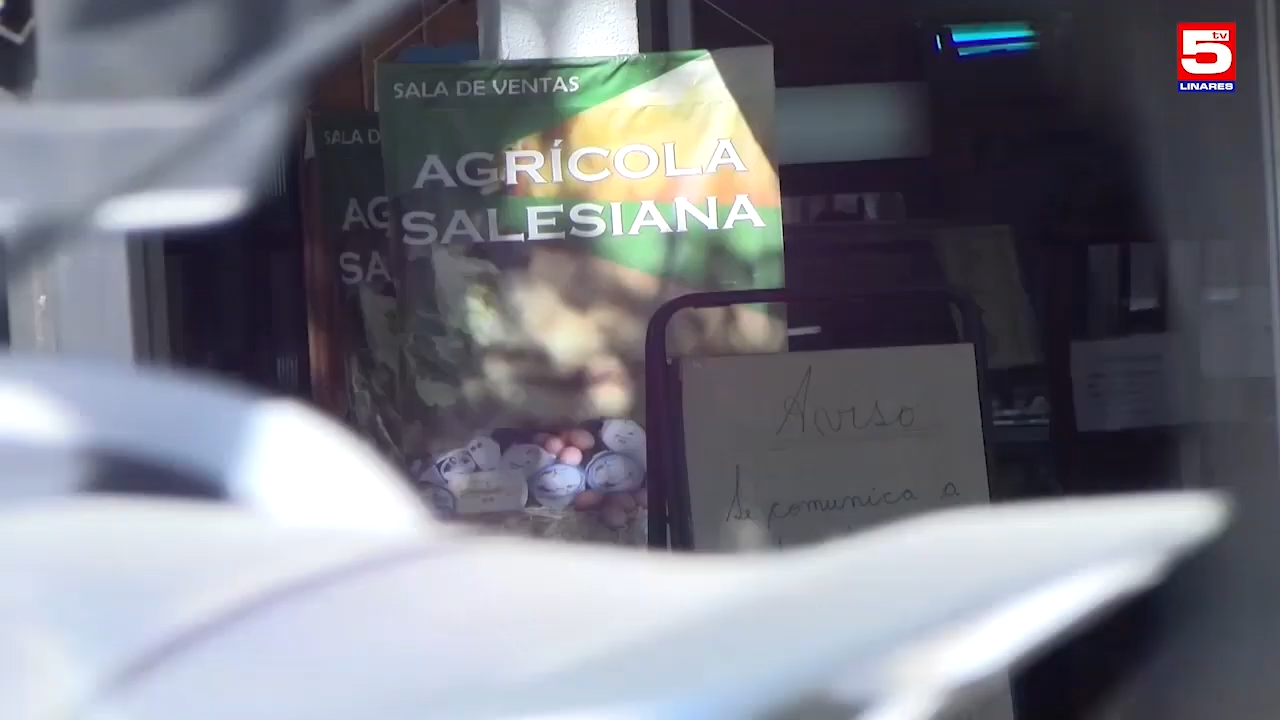 SALA DE VENTAS
AGRÍCOLA
SALESIANA
SALA D
AG
SA
Aviso
Se comunica a
5 tv
LINARES